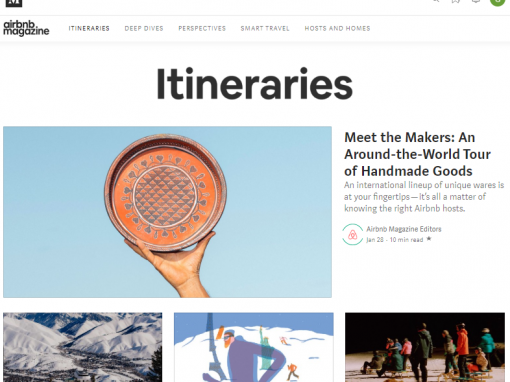 M
airbnb.
magazine
ITINERARIES
DEEP DIVES
PERSPECTIVES
SMART TRAVEL
HOSTS AND HOMES
Itineraries
Meet the Makers: An
Around-the-World Tour
of Handmade Goods
An international lineup of unique wares is
at your fingertips—it's all a matter of
knowing the right Airbnb hosts.
Airbnb Magazine Editors
Jan 28 · 10 min read ★